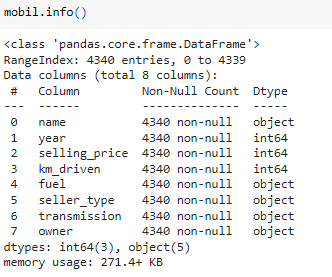 mobil.info()
<class 'pandas.core.frame.DataFrame'>
RangeIndex: 4340 entries, 0 to 4339
Data columns (total 8 columns):
 #   Column         Non-Null Count  Dtype
---  ------         --------------  -----
 0   name           4340 non-null   object
 1   year           4340 non-null   int64
 2   selling_price  4340 non-null   int64
 3   km_driven      4340 non-null   int64
 4   fuel           4340 non-null   object
 5   seller_type    4340 non-null   object
 6   transmission   4340 non-null   object
 7   owner          4340 non-null   object
dtypes: int64(3), object(5)
memory usage: 271.4+ KB